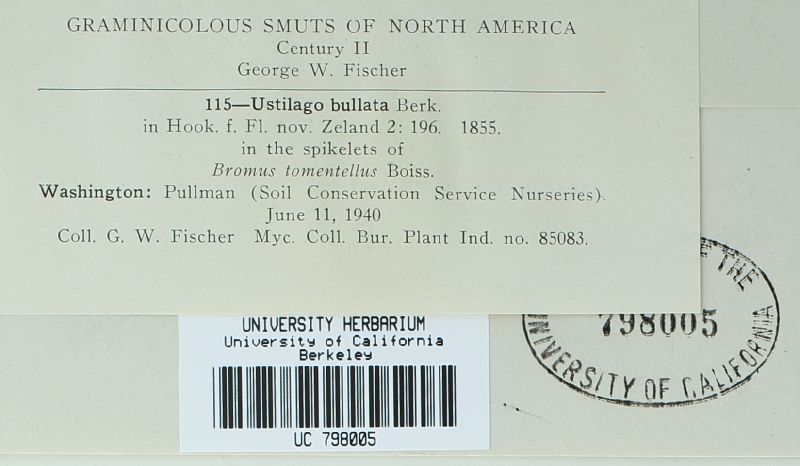 GRAMINICOLOUS SMUTS OF NORTH AMERICA
Century II
George W. Fischer
115—Ustilago bullata Berk.
in Hook. f. Fl. nov. Zeland 2: 196. 1855.
in the spikelets of
Bromus tomentellus Boiss.
Washington: Pullman (Soil Conservation Service Nurseries).
June 11, 1940
Coll. G. W. Fischer Myc. Coll. Bur. Plant Ind. no. 85083.
OF THE
798005
UNIVERSITY OF CALIFORNIA
UNIVERSITY HERBARIUM
University of California
Berkeley
UC 798005